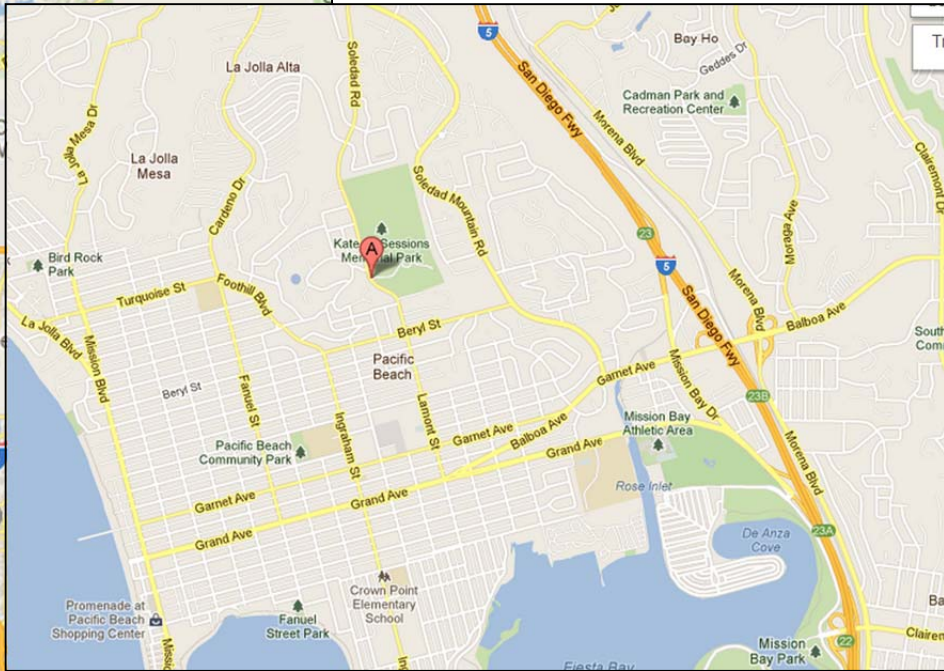 La Jolla Alta
Soledad Rd
5
Bay Ho
Geddes Dr
San Diego Fwy
Cadman Park and
Recreation Center
Morena Blvd
La Jolla Mesa Dr
La Jolla
Mesa
Cardeno Dr
Soledad Mountain Rd
Clairemont Dr
Moraga Ave
23
Kate
Sessions
Park
A
Bird Rock
Park
5
Turquoise St
Foothill Blvd
San Diego Fwy
Morena Blvd
Balboa Ave
La Jolla Blvd
Mission Blvd
Beryl St
Pacific
Beach
Garnet Ave
Mission Bay Dr
Beryl St
Fanuel St
Ingraham St
Lamont St
23B
Mission Bay
Athletic Area
Pacific Beach
Community Park
Garnet Ave
Balboa Ave
Grand Ave
Morena Blvd
Rose Inlet
Garnet Ave
Grand Ave
Grand Ave
23A
De Anza
Cove
Crown Point
Elementary
School
Promenade at
Pacific Beach
Shopping Center
Fanuel
Street Park
Mission
Bay Park
22
Fiesta Bay